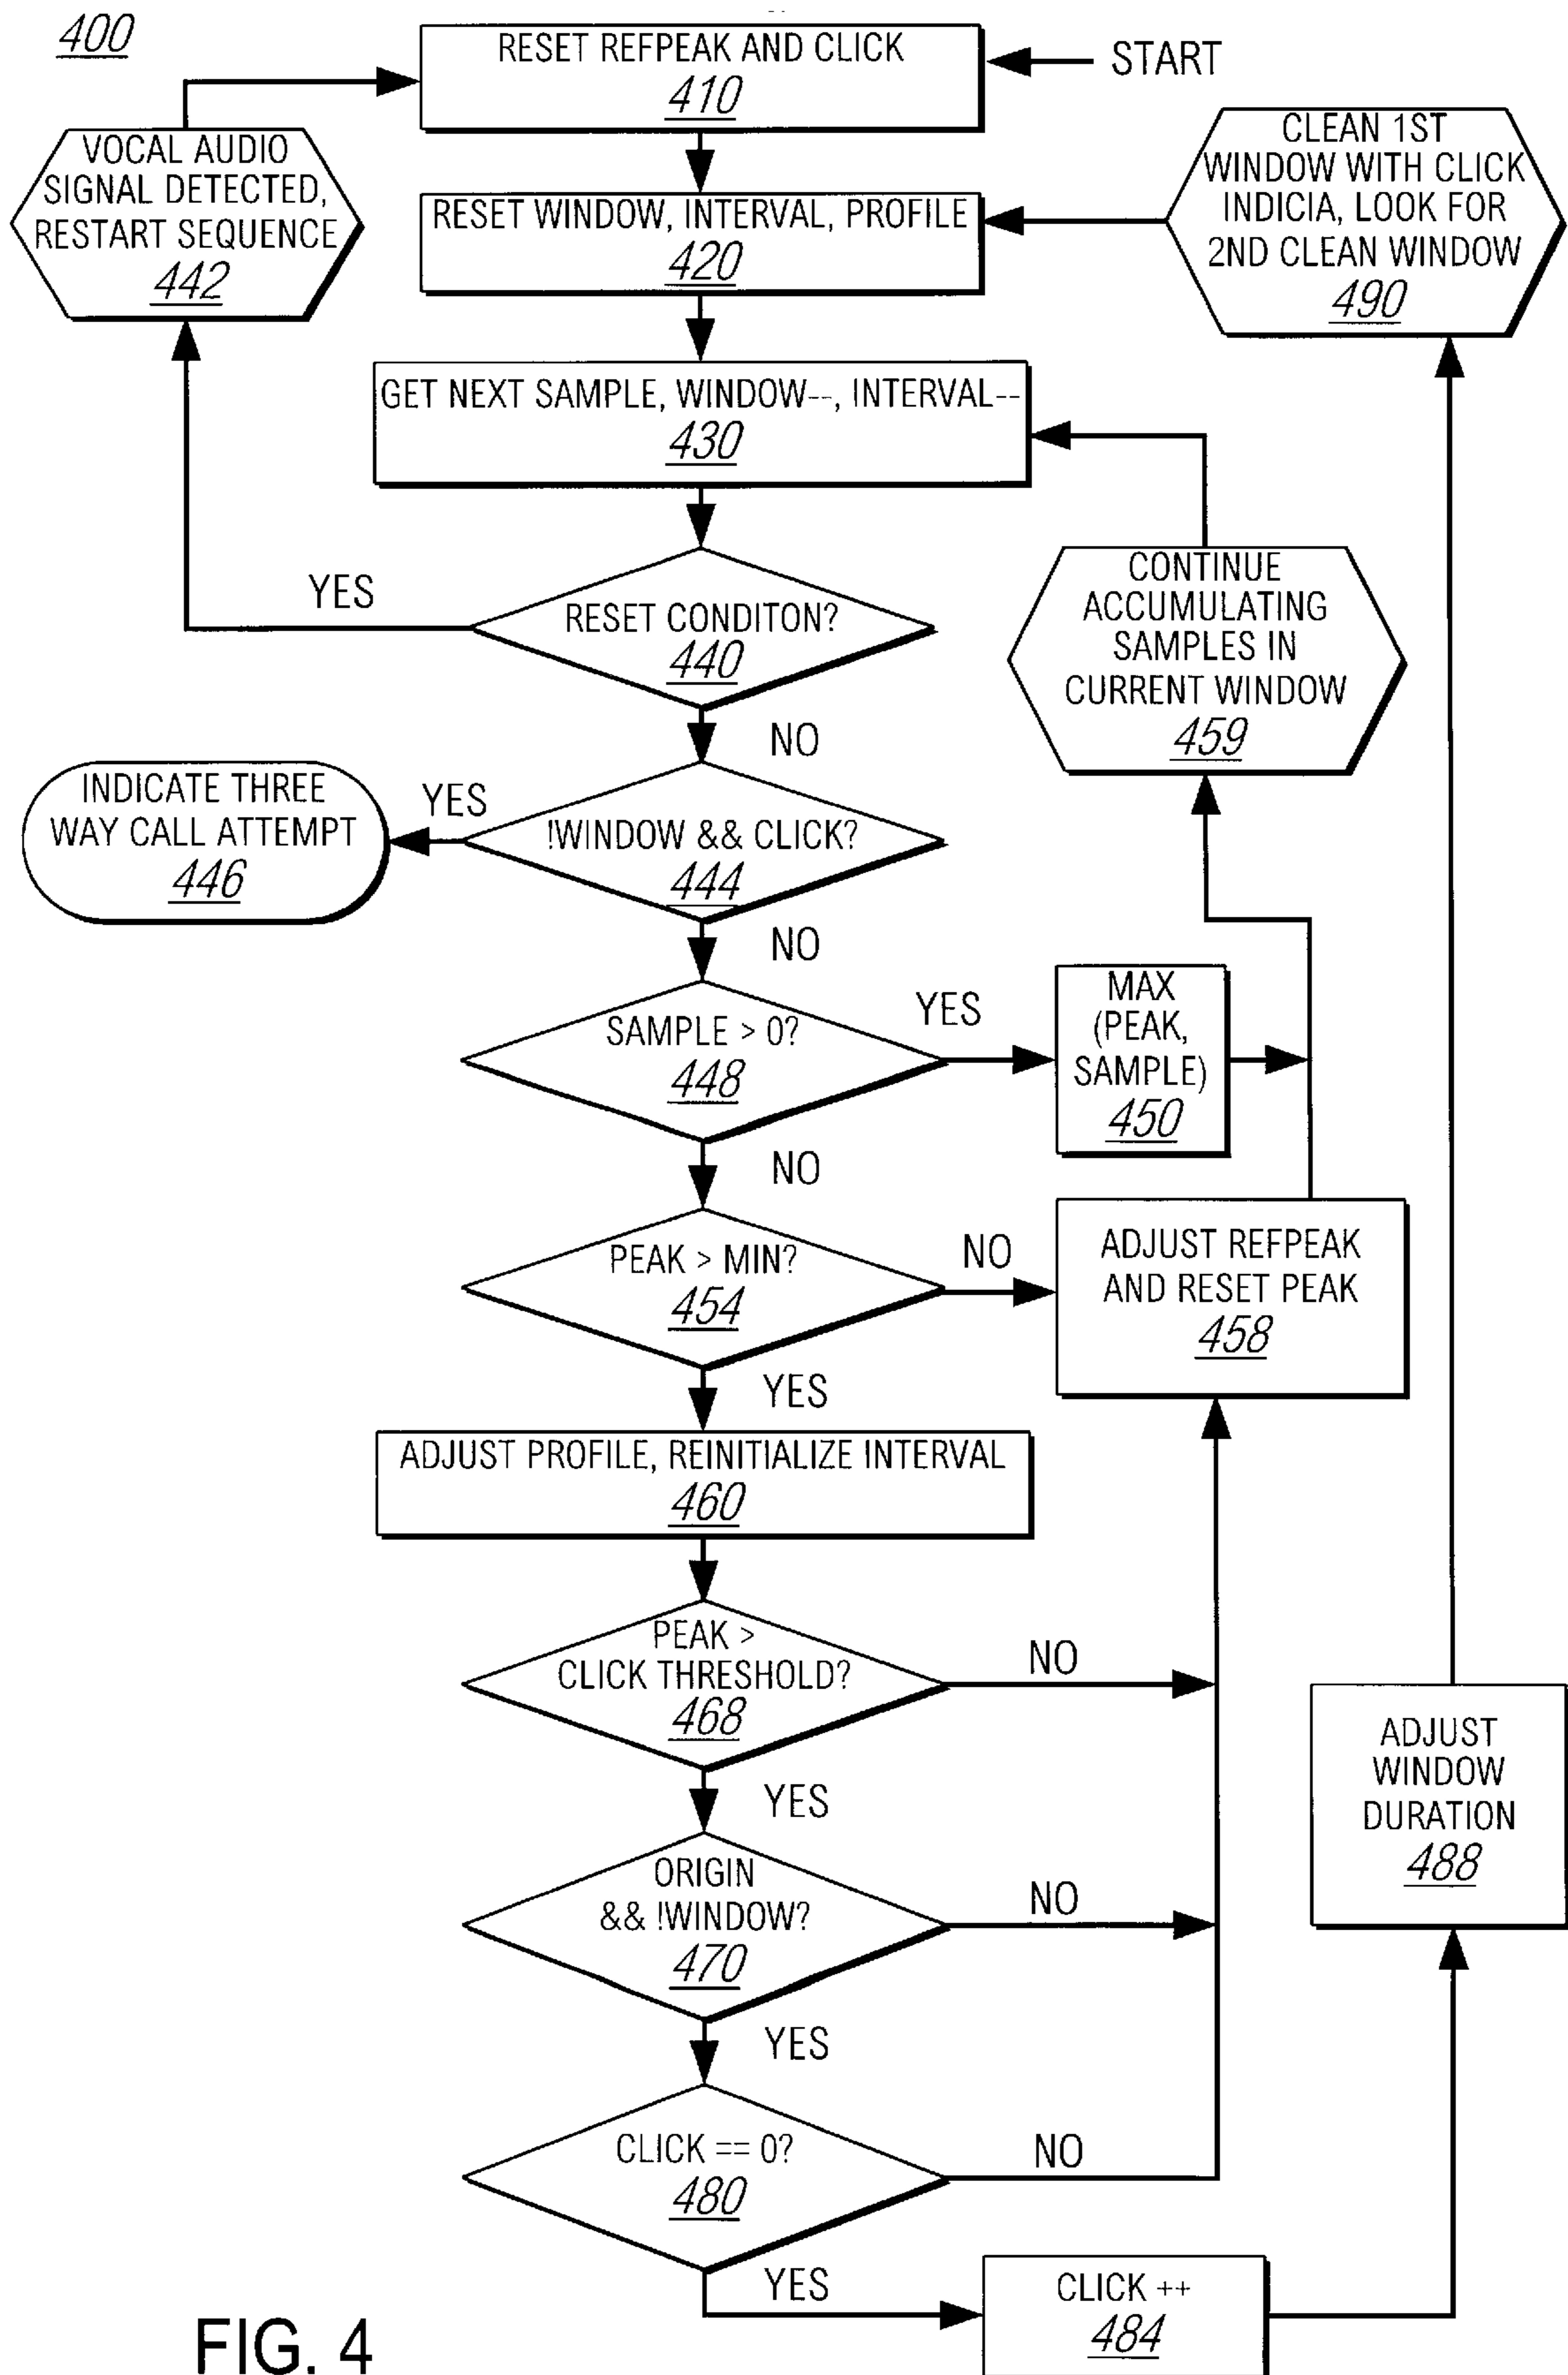 400
RESET REFPEAK AND CLICK
410
START
VOCAL AUDIO
SIGNAL DETECTED,
RESTART SEQUENCE
442
RESET WINDOW, INTERVAL, PROFILE
420
CLEAN 1ST
WINDOW WITH CLICK
INDICIA, LOOK FOR
2ND CLEAN WINDOW
490
GET NEXT SAMPLE, WINDOW--, INTERVAL--
430
YES
RESET CONDITON?
440
NO
CONTINUE
ACCUMULATING
SAMPLES IN
CURRENT WINDOW
459
INDICATE THREE
WAY CALL ATTEMPT
446
YES
!WINDOW && CLICK?
444
NO
SAMPLE > 0?
448
YES
MAX
(PEAK,
SAMPLE)
450
NO
PEAK > MIN?
454
NO
ADJUST REFPEAK
AND RESET PEAK
458
YES
ADJUST PROFILE, REINITIALIZE INTERVAL
460
PEAK >
CLICK THRESHOLD?
468
NO
YES
ADJUST
WINDOW
DURATION
488
ORIGIN
&& !WINDOW?
470
NO
YES
CLICK == 0?
480
NO
YES
CLICK ++
484
FIG. 4